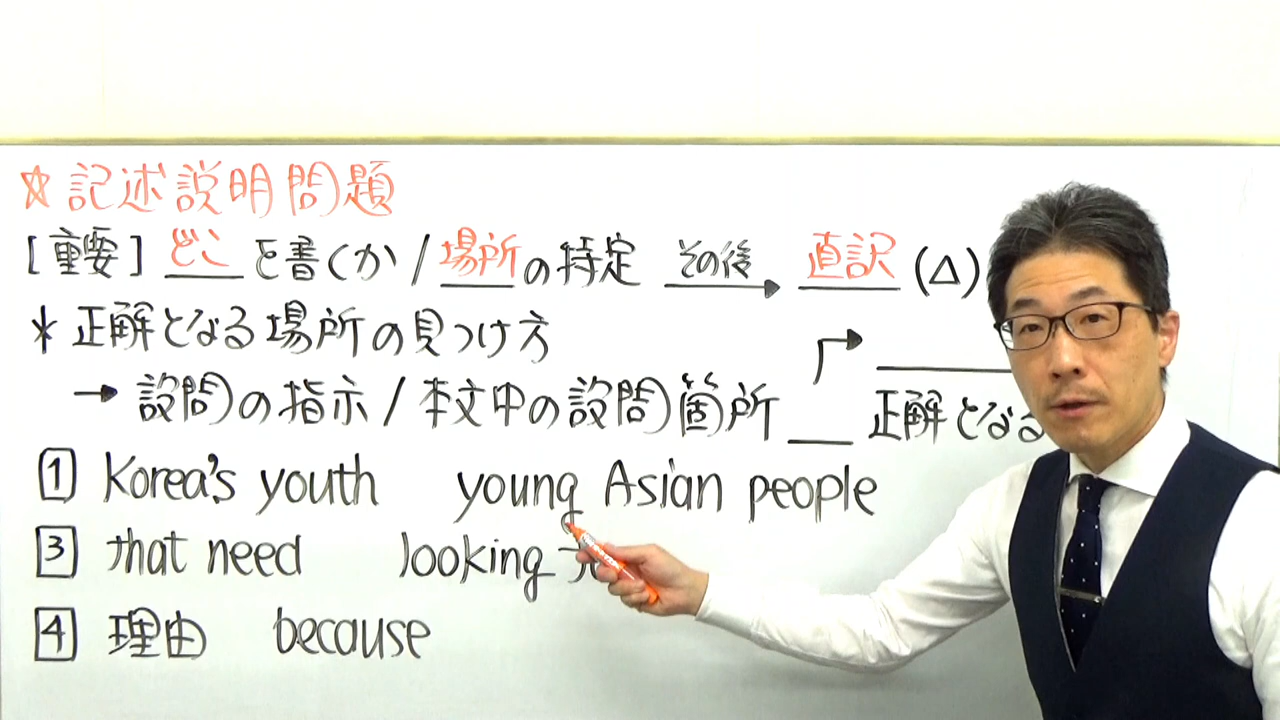 ☆記述説明問題
[重要] どこを書くか / 場所の特定 その後 → 直訳 (△)
* 正解となる場所の見つけ方
→ 設問の指示 / 本文中の設問箇所
正解となる
1 Korea's youth young Asian people
3 that need looking
4 理由 because